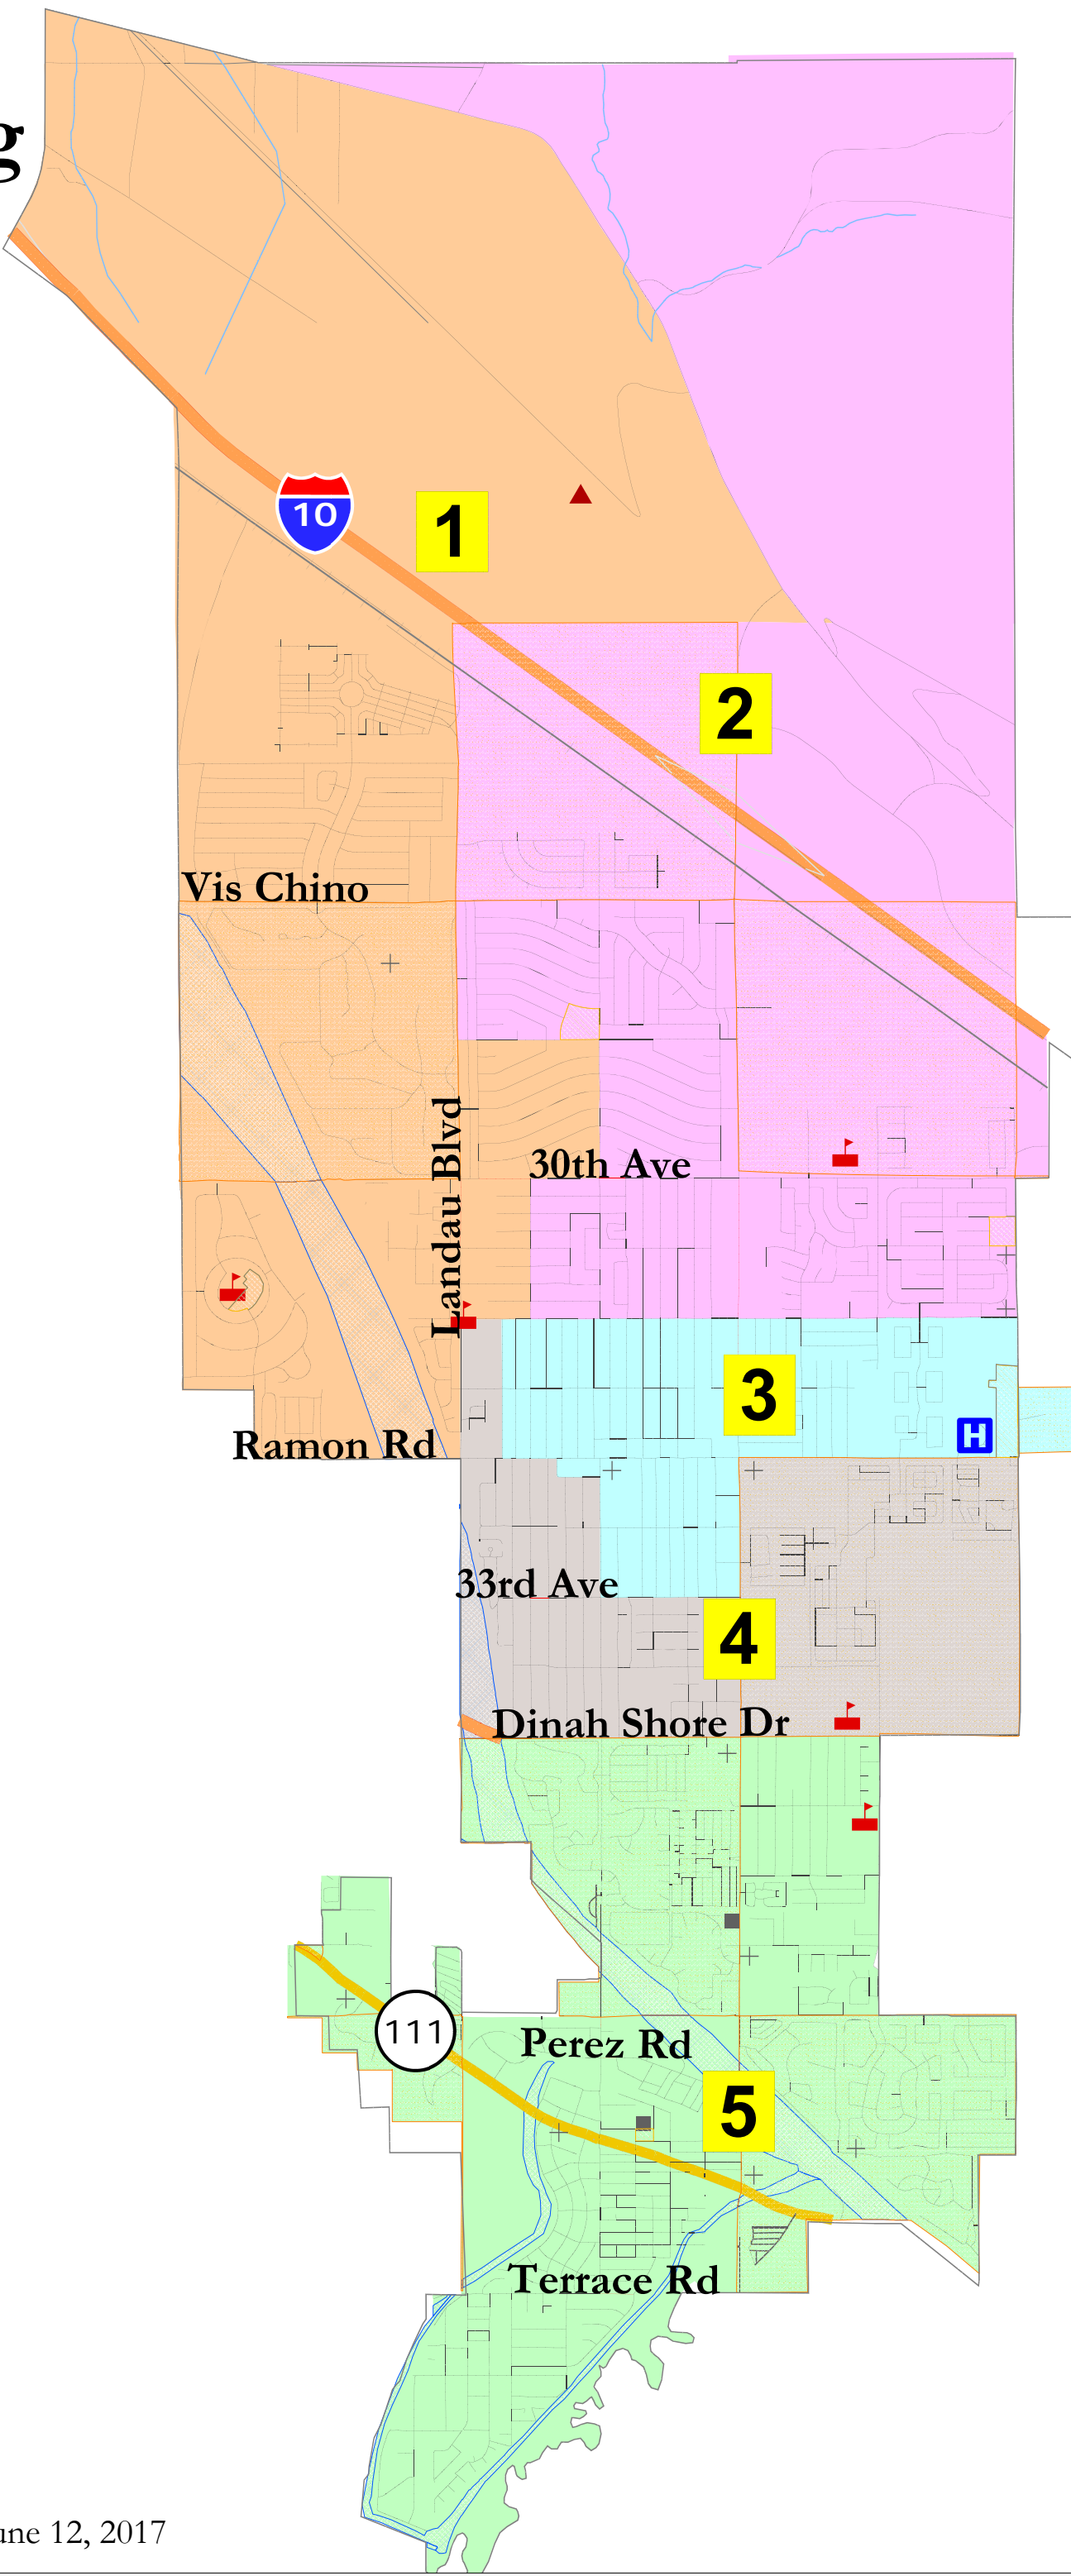 g
10
1
2
Vis Chino
Landau Blvd
30th Ave
3
H
Ramon Rd
33rd Ave
4
Dinah Shore Dr
111
Perez Rd
5
Terrace Rd
une 12, 2017